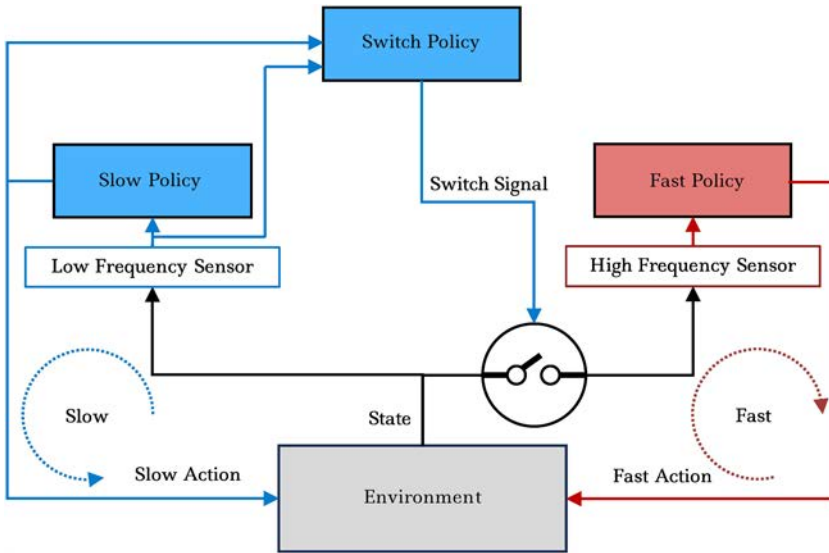 Switch Policy
Slow Policy
Switch Signal
Fast Policy
Low Frequency Sensor
High Frequency Sensor
Slow
State
Fast
Slow Action
Fast Action
Environment